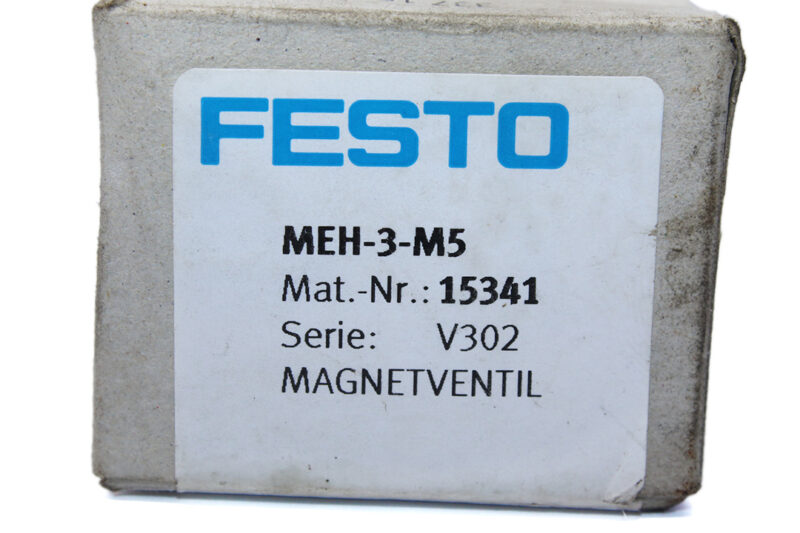 FESTO
MEH-3-M5
Mat.-Nr.: 15341
Serie: V302
MAGNETVENTIL